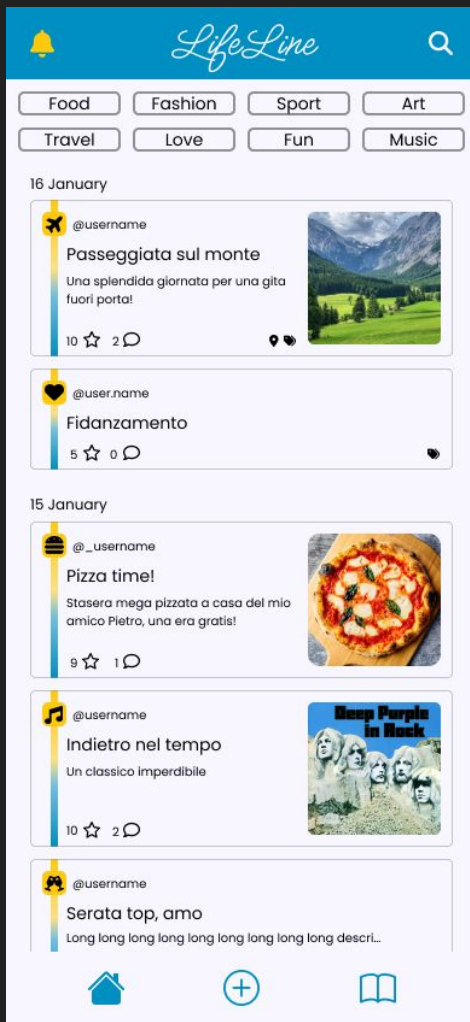 LifeLine
Food Fashion Sport Art
Travel Love Fun Music
16 January
@username
Passeggiata sul monte
Una splendida giornata per una gita
fuori porta!
10 2
@user.name
Fidanzamento
5 0
15 January
@_username
Pizza time!
Stasera mega pizzata a casa del mio
amico Pietro, una era gratis!
9 1
@username
Indietro nel tempo
Un classico imperdibile
Deep Purple
in Rock
10 2
@username
Serata top, amo
Long long long long long long long long long descri...